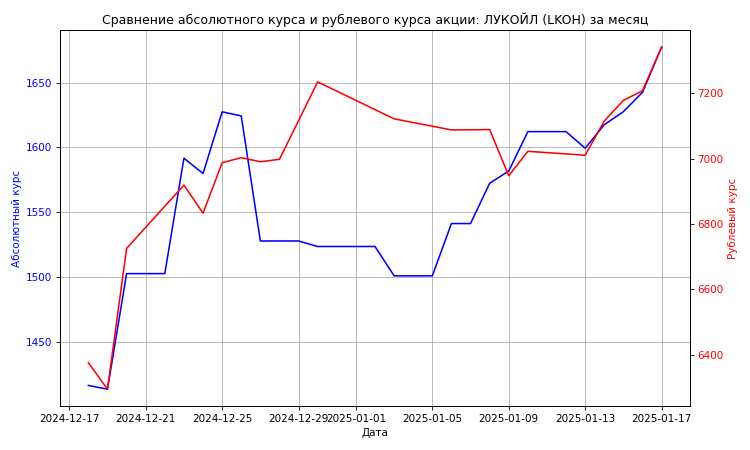 Сравнение абсолютного курса и рублевого курса акции: ЛУКОЙЛ (LKOH) за месяц
1650
1600
1550
1500
1450
Абсолютный курс
7200
7000
6800
6600
6400
Рублевый курс
2024-12-17 2024-12-21 2024-12-25 2024-12-29 2025-01-01 2025-01-05 2025-01-09 2025-01-13 2025-01-17
Дата